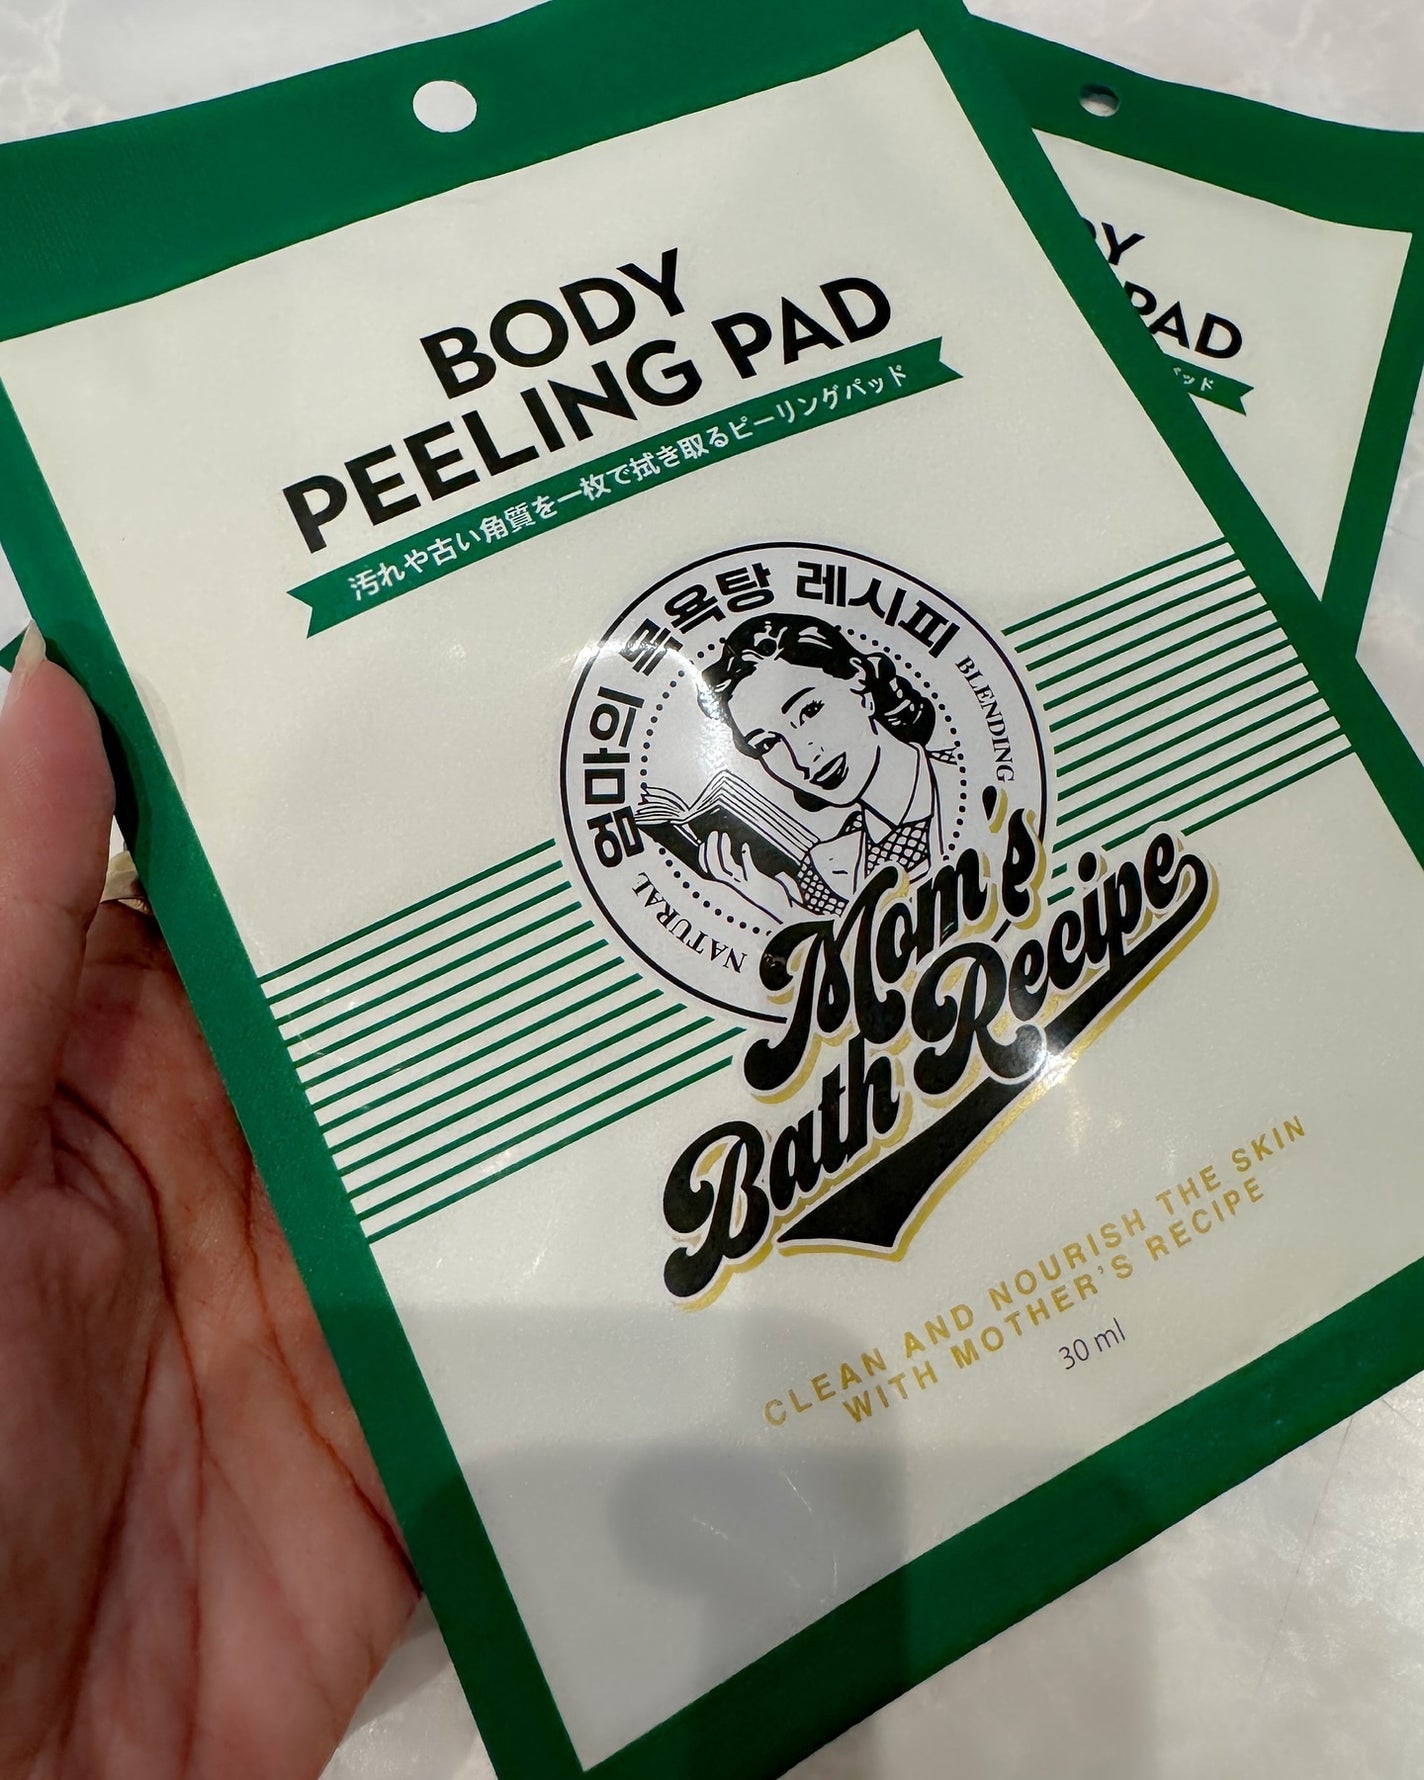 BODY
PEELING PAD
汚れや古い角質を一枚で拭き取るピーリングパッド
엄마의 목욕탕 레시피
NATURAL
BLENDING
Mom's
Bath Recipe
CLEAN AND NOURISH THE SKIN
WITH MOTHER'S RECIPE
30 ml
PAD
ッド